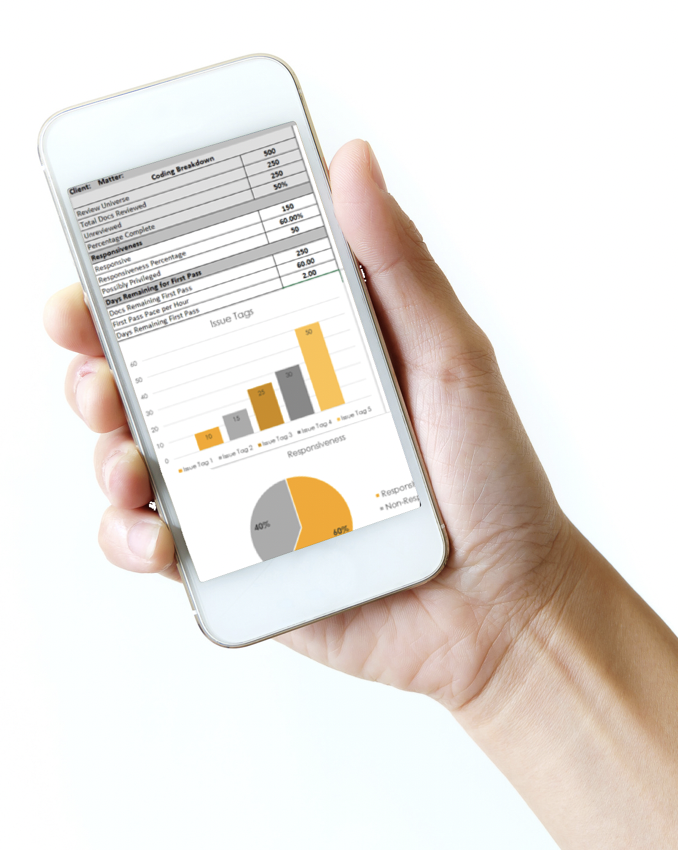 Client: Matter: Coding Breakdown
Review Universe 500
Total Docs Reviewed 250
Unreviewed 250
Percentage Complete 50%
Responsiveness
Responsive 150
Responsiveness Percentage 60.00%
Possibly Privileged 50
Days Remaining for First Pass
Docs Remaining First Pass 250
First Pass Pace per Hour 60.00
Days Remaining First Pass 2.00
Issue Tags
60
50
40
30
20
10
0
10 15 25 30 50
Issue Tag 1 Issue Tag 2 Issue Tag 3 Issue Tag 4 Issue Tag 5
Responsiveness
40% 60%
Responsi
Non-Resp